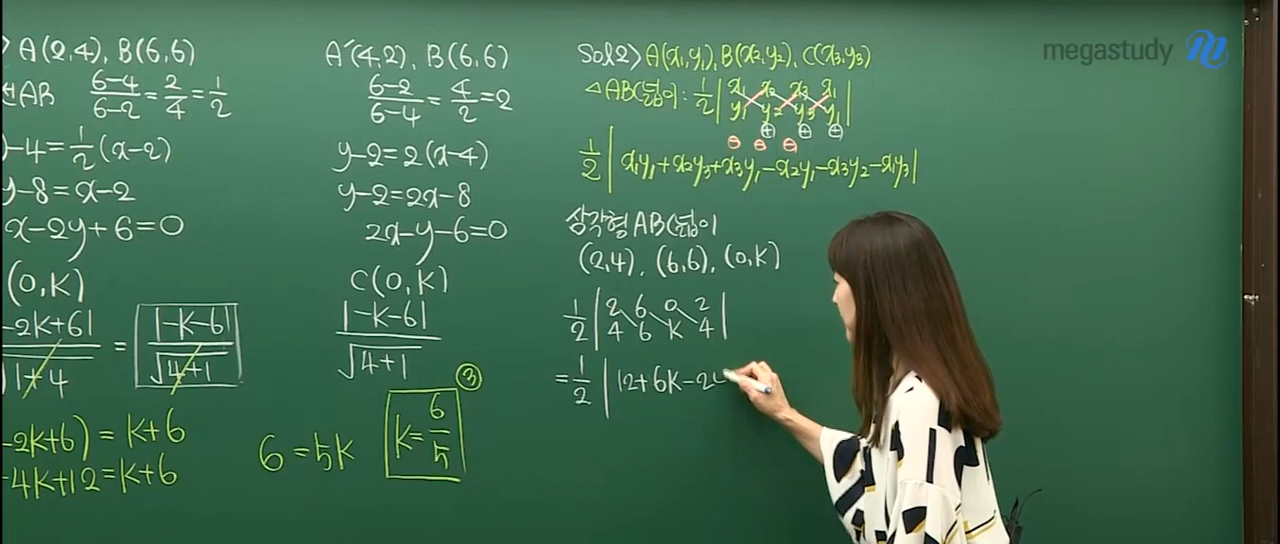 A(2,4), B(6,6)
AB (6-4)/(6-2) = 2/4 = 1/2
-4 = 1/2(x-2)
y-8=x-2
x-2y+6=0
(0,K)
-2K+6| / √1+4 = |-K-6| / √4+1
-2K+6) = K+6
-4K+12=K+6
A'(4,2), B(6,6)
(6-2)/(6-4) = 4/2 = 2
y-2=2(x-4)
y-2=2x-8
2x-y-6=0
C(0,K)
|-K-6| / √4+1
③
6=5K
K=6/5
Sol2> A(x₁,y₁), B(x₂,y₂), C(x₃,y₃)
△ABC넓이: 1/2 | x₁ x₂ x₃ x₁
y₁ y₂ y₃ y₁ |
⊕ ⊕ ⊕
⊖ ⊖ ⊖
1/2 | x₁y₁+x₂y₃+x₃y₁-x₂y₁-x₃y₂-x₁y₃ |
삼각형 ABC넓이
(2,4), (6,6), (0,K)
1/2 | 2 6 0 2
4 6 K 4 |
= 1/2 | 12+6K-24
megastudy